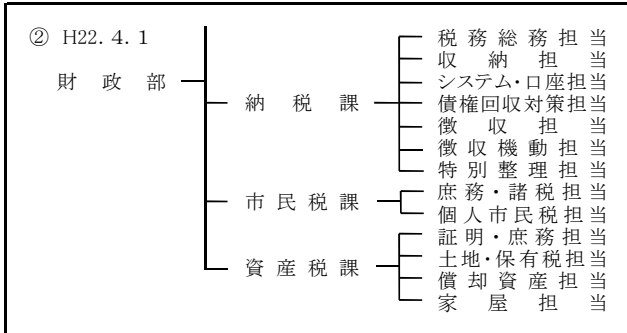 ② H22.4.1
財政部
納税課
税務総務担当
収納担当
システム・口座担当
債権回収対策担当
徴収担当
徴収機動担当
特別整理担当
市民税課
庶務・諸税担当
個人市民税担当
資産税課
証明・庶務担当
土地・保有税担当
償却資産担当
家屋担当